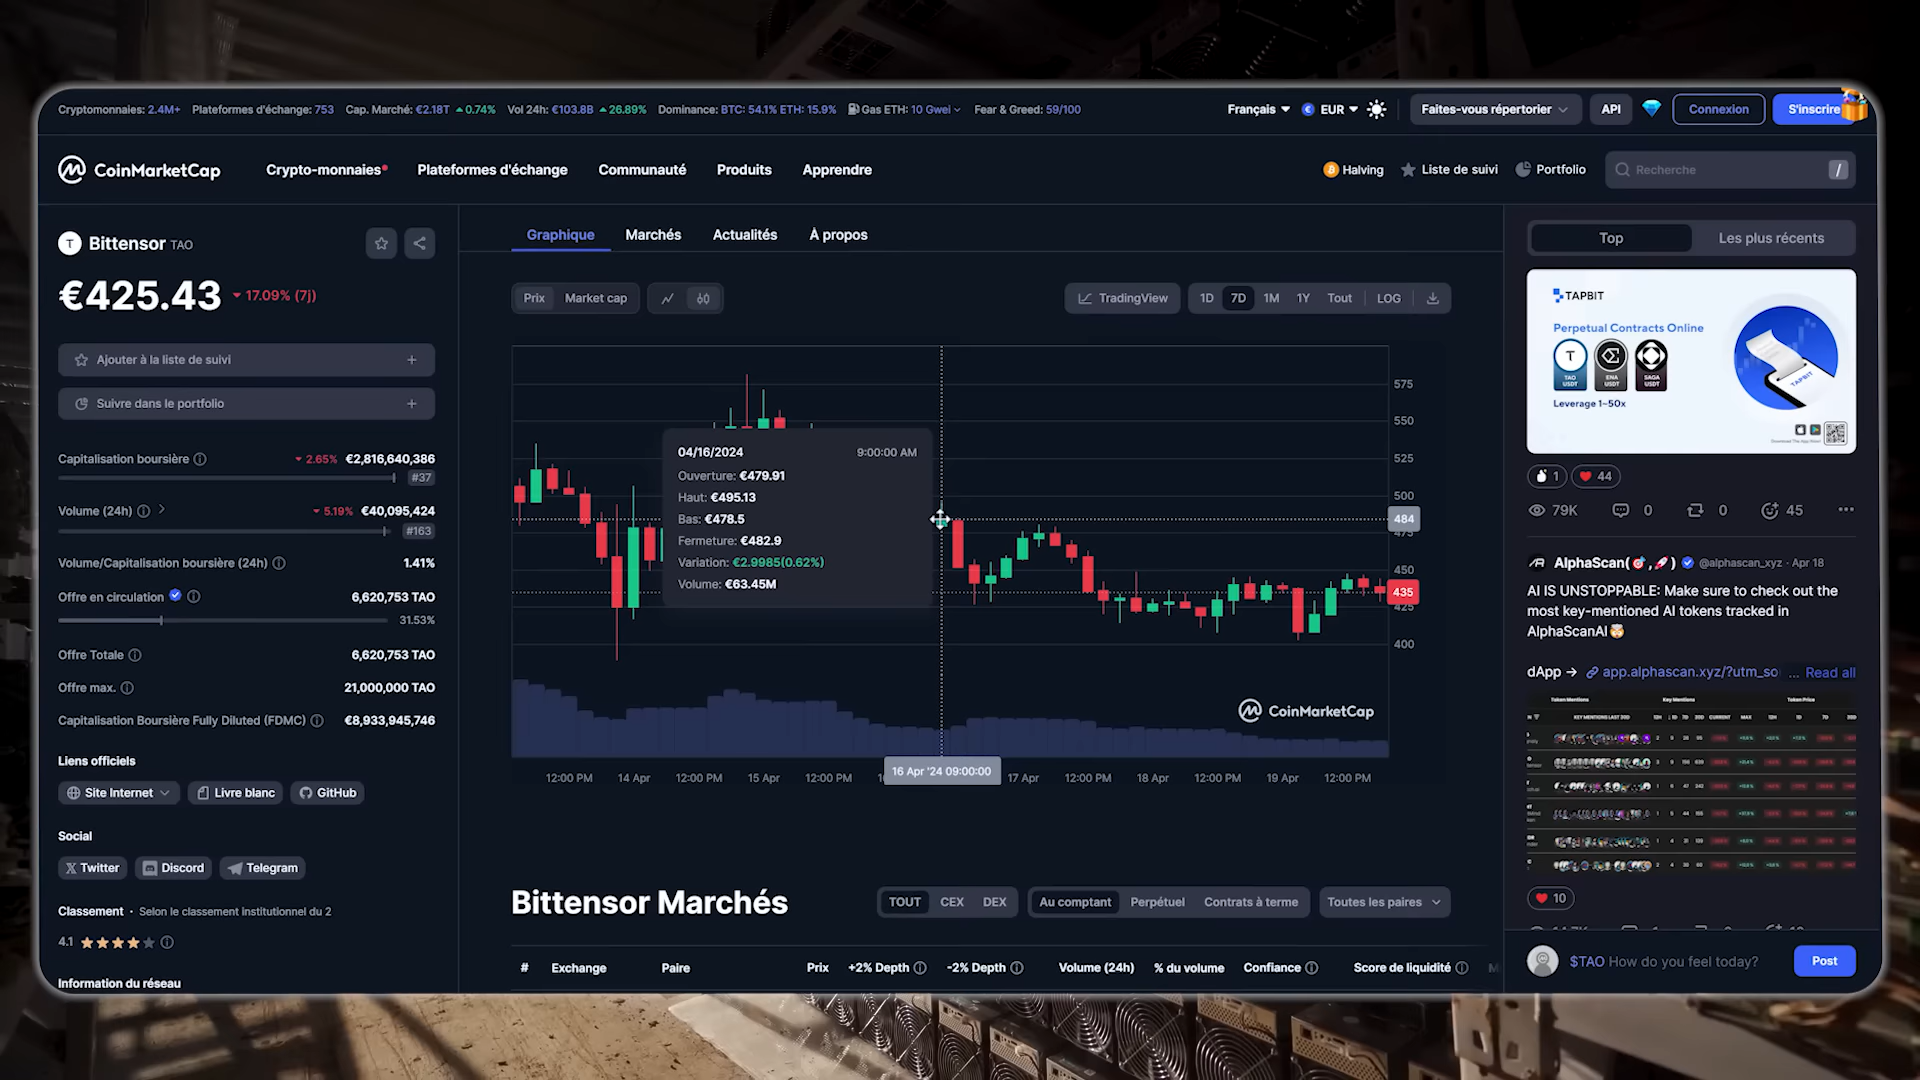 Cryptomonnaies: 2.4M+ Plateformes d'échange: 753 Cap. Marché: €2.18T 0.74% Vol 24h: €103.8B 26.89% Dominance: BTC: 54.1% ETH: 15.9% Gas ETH: 10 Gwei Fear & Greed: 59/100
Français EUR Faites-vous répertorier API Connexion S'inscrire
CoinMarketCap Crypto-monnaies Plateformes d'échange Communauté Produits Apprendre
Halving Liste de suivi Portfolio Recherche /
Bittensor TAO
€425.43 17.09% (7j)
Ajouter à la liste de suivi +
Suivre dans le portfolio +
Capitalisation boursière 2.65% €2,816,640,386
#37
Volume (24h) 5.19% €40,095,424
#163
Volume/Capitalisation boursière (24h) 1.41%
Offre en circulation 6,620,753 TAO
31.53%
Offre Totale 6,620,753 TAO
Offre max. 21,000,000 TAO
Capitalisation Boursière Fully Diluted (FDMC) €8,933,945,746
Liens officiels
Site Internet Livre blanc GitHub
Social
Twitter Discord Telegram
Classement · Selon le classement institutionnel du 2
4.1
Information du réseau
Graphique Marchés Actualités À propos
Prix Market cap
TradingView 1D 7D 1M 1Y Tout LOG
575
550
525
500
484
475
450
435
425
400
04/16/2024 9:00:00 AM
Ouverture: €479.91
Haut: €495.13
Bas: €478.5
Fermeture: €482.9
Variation: €2.9985(0.62%)
Volume: €63.45M
CoinMarketCap
12:00 PM 14 Apr 12:00 PM 15 Apr 12:00 PM 16 Apr '24 09:00:00 17 Apr 12:00 PM 18 Apr 12:00 PM 19 Apr 12:00 PM
Bittensor Marchés
TOUT CEX DEX Au comptant Perpétuel Contrats à terme Toutes les paires
# Exchange Paire Prix +2% Depth -2% Depth Volume (24h) % du volume Confiance Score de liquidité
Top Les plus récents
TAPBIT
Perpetual Contracts Online
T
TAO ENA SAGA
USDT USDT USDT
Leverage 1~50x
TAPBIT
1 44
79K 0 0 45
AlphaScan @alphascan_xyz · Apr 18
AI IS UNSTOPPABLE: Make sure to check out the
most key-mentioned AI tokens tracked in
AlphaScanAI
dApp → app.alphascan.xyz/?utm_so ... Read all
Token Mentions Key Mentions Token Price
10
$TAO How do you feel today? Post